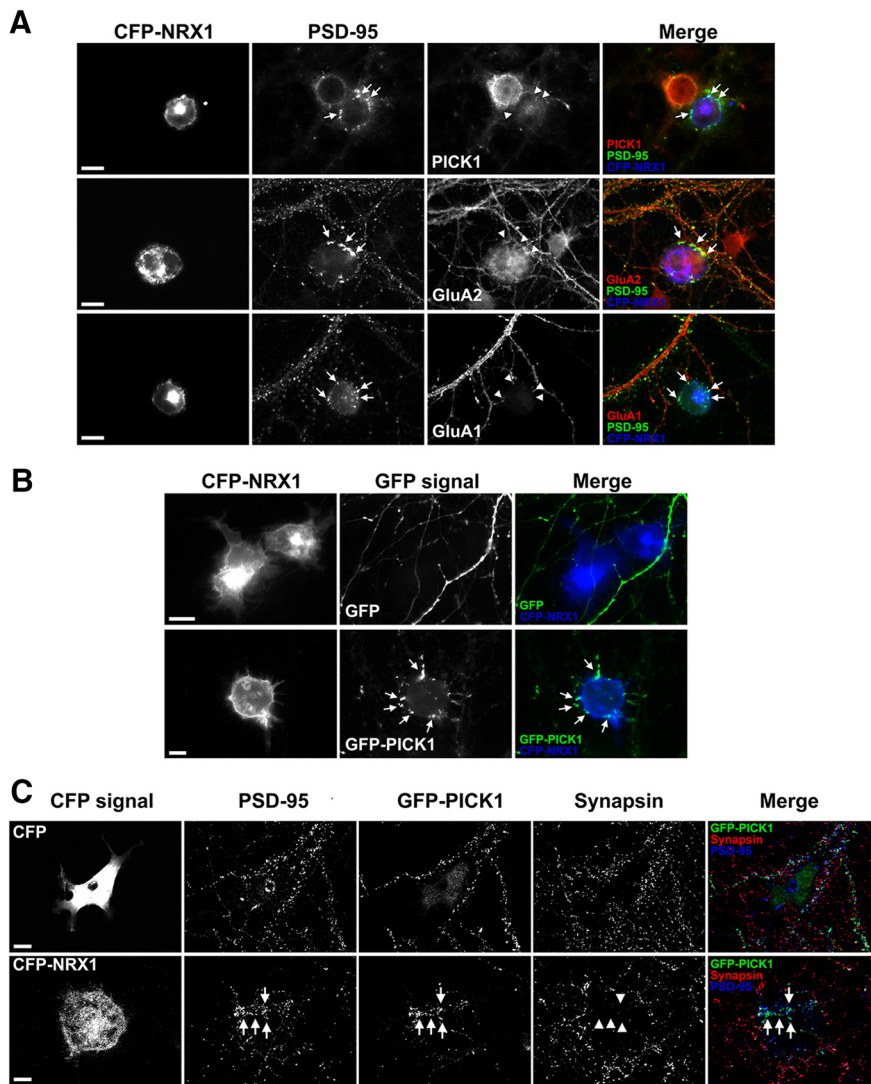 A
CFP-NRX1 PSD-95 Merge
PICK1
PICK1
PSD-95
CFP-NRX1
GluA2
GluA2
PSD-95
CFP-NRX1
GluA1
GluA1
PSD-95
CFP-NRX1
B
CFP-NRX1 GFP signal Merge
GFP
GFP
CFP-NRX1
GFP-PICK1
GFP-PICK1
CFP-NRX1
C
CFP signal PSD-95 GFP-PICK1 Synapsin Merge
CFP
GFP-PICK1
Synapsin
PSD-95
CFP-NRX1
GFP-PICK1
Synapsin
PSD-95